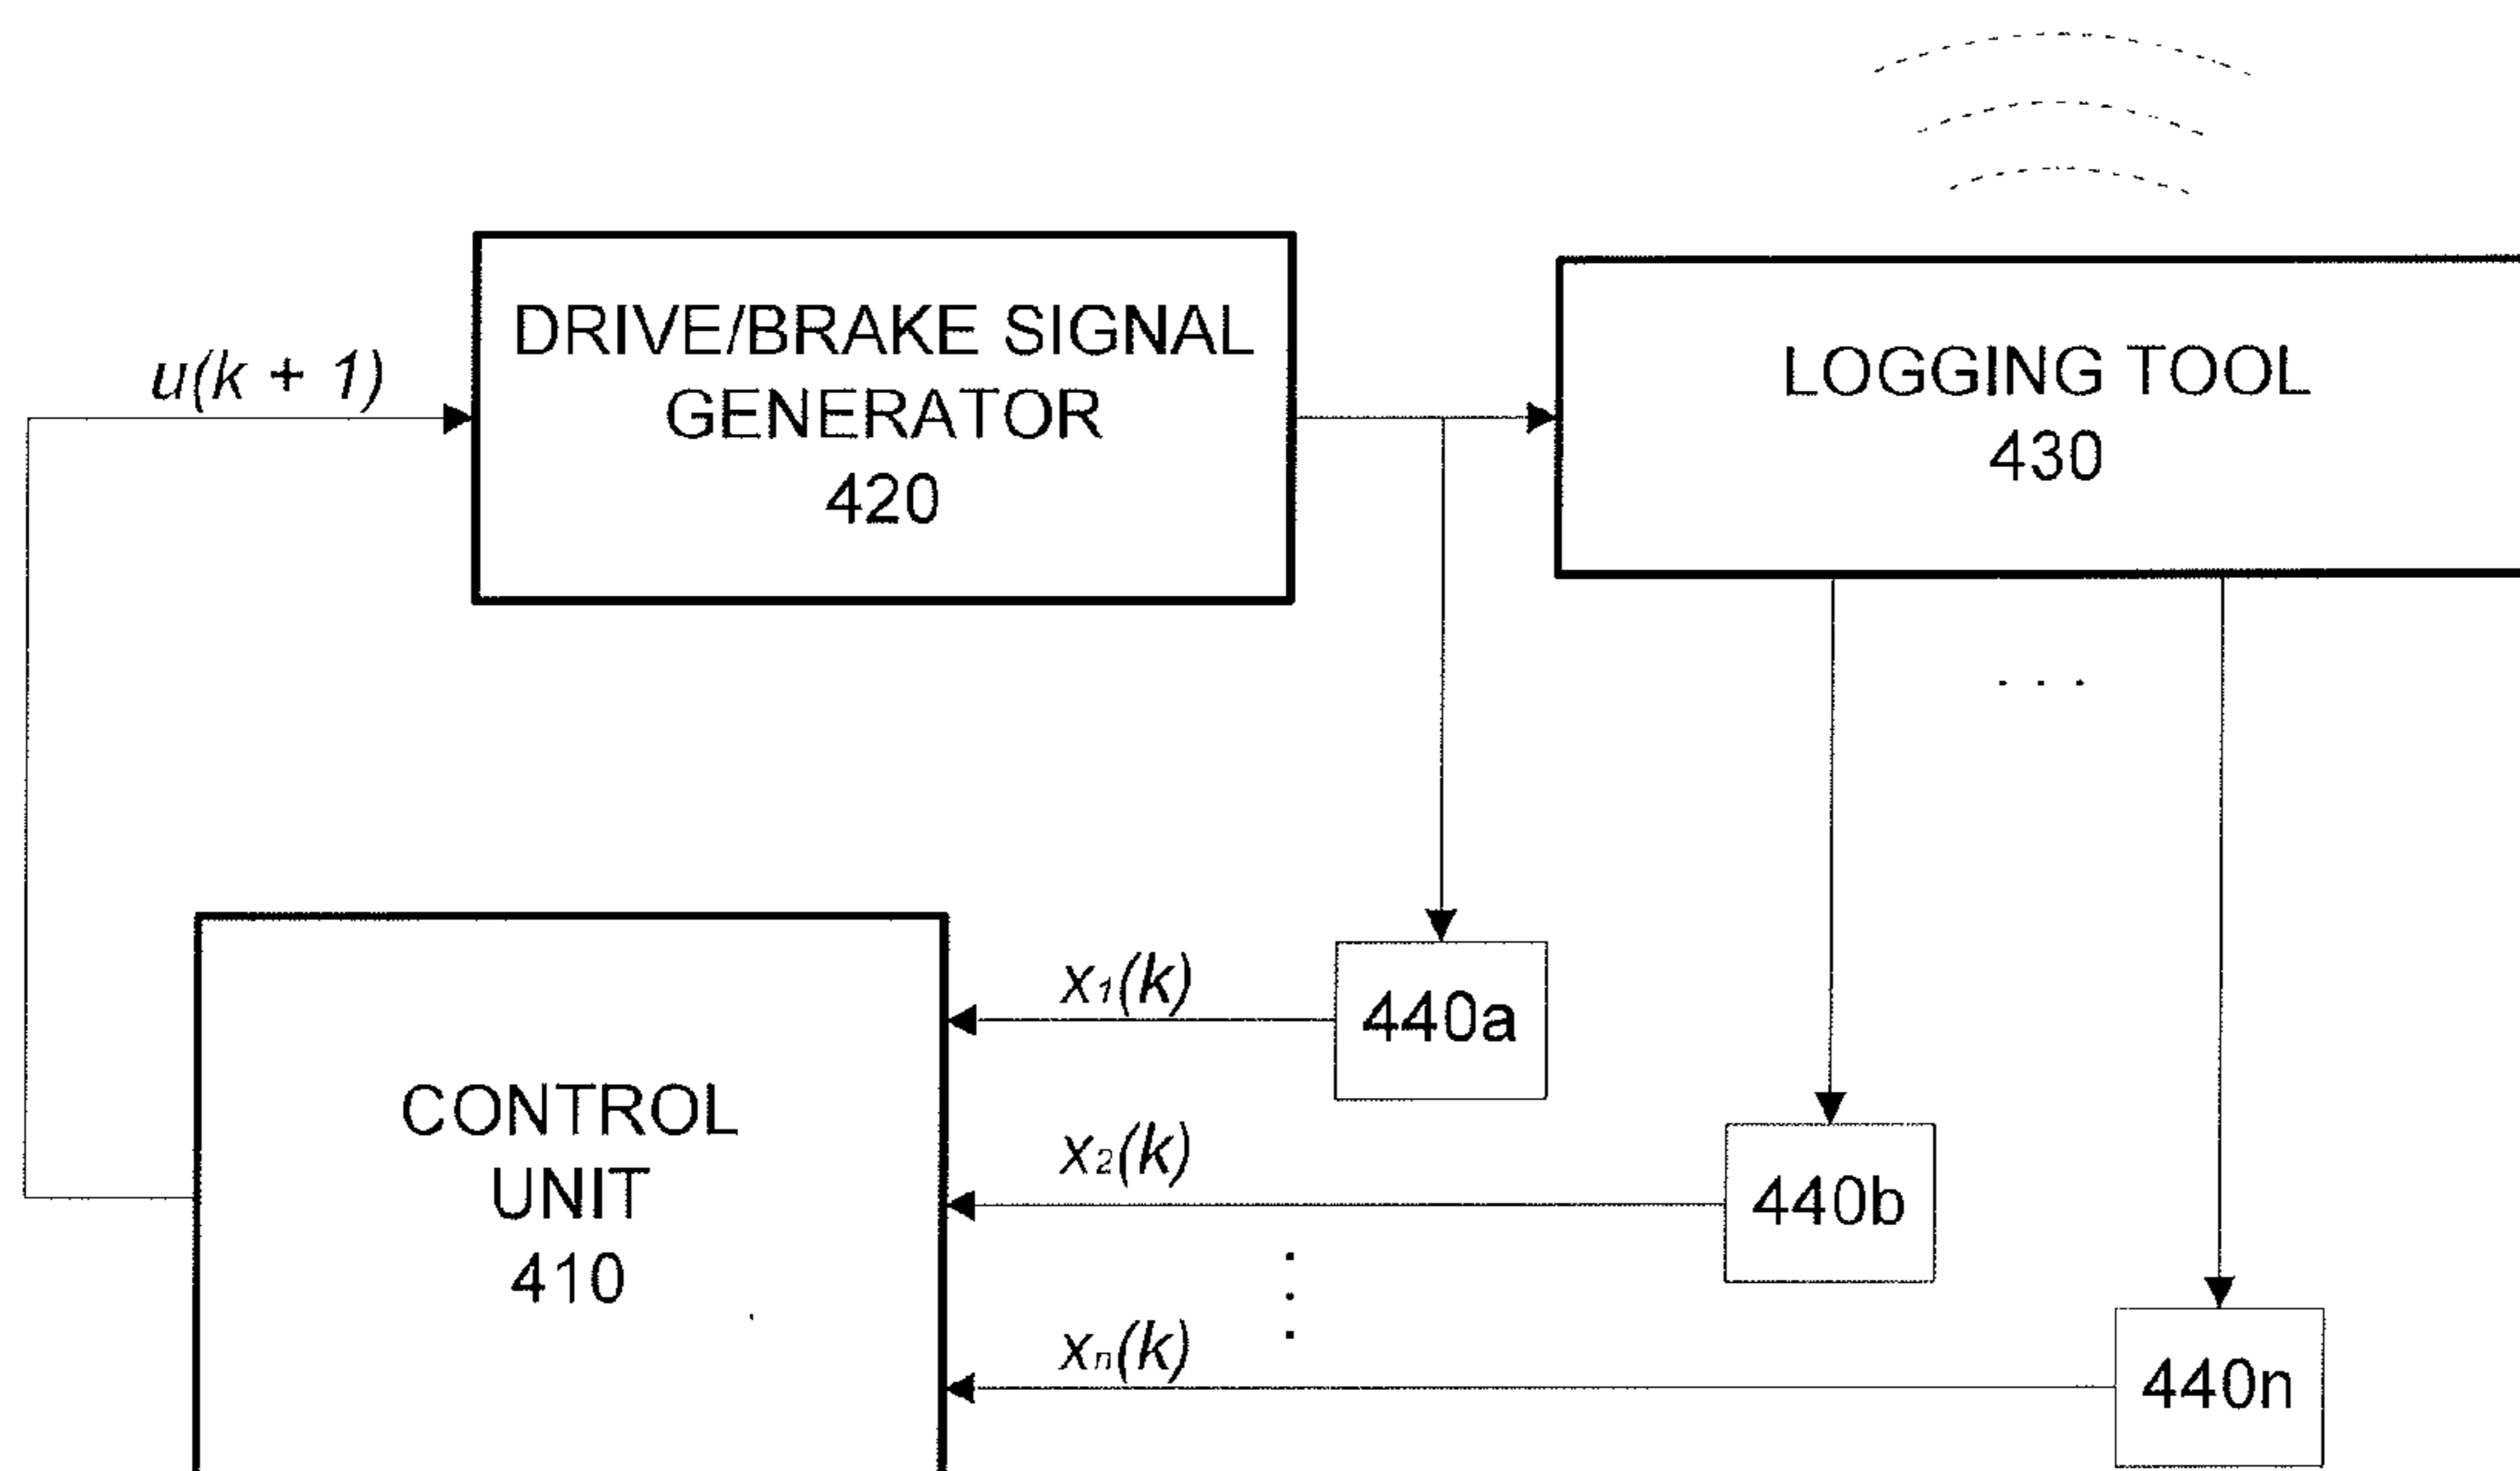 u(k + 1)
DRIVE/BRAKE SIGNAL
GENERATOR
420
LOGGING TOOL
430
. . .
x₁(k)
440a
CONTROL
UNIT
410
x₂(k)
440b
xₙ(k)
440n